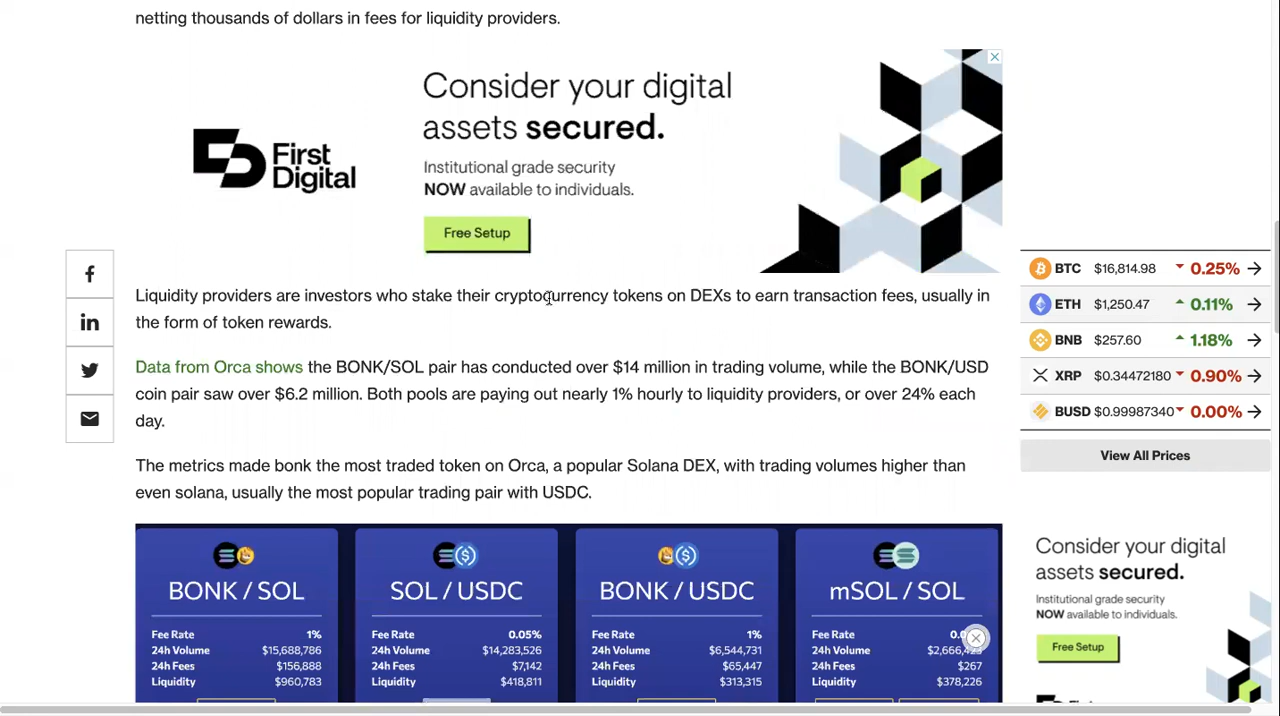 netting thousands of dollars in fees for liquidity providers.
Consider your digital
assets secured.
First
Digital
Institutional grade security
NOW available to individuals.
Free Setup
Liquidity providers are investors who stake their cryptocurrency tokens on DEXs to earn transaction fees, usually in
the form of token rewards.
Data from Orca shows the BONK/SOL pair has conducted over $14 million in trading volume, while the BONK/USD
coin pair saw over $6.2 million. Both pools are paying out nearly 1% hourly to liquidity providers, or over 24% each
day.
The metrics made bonk the most traded token on Orca, a popular Solana DEX, with trading volumes higher than
even solana, usually the most popular trading pair with USDC.
BONK / SOL
Fee Rate 1%
24h Volume $15,688,786
24h Fees $156,888
Liquidity $960,783
SOL / USDC
Fee Rate 0.05%
24h Volume $14,283,526
24h Fees $7,142
Liquidity $418,811
BONK / USDC
Fee Rate 1%
24h Volume $6,544,731
24h Fees $65,447
Liquidity $313,315
mSOL / SOL
Fee Rate
24h Volume
24h Fees $267
Liquidity $378,226
BTC $16,814.98 0.25%
ETH $1,250.47 0.11%
BNB $257.60 1.18%
XRP $0.34472180 0.90%
BUSD $0.99987340 0.00%
View All Prices
Consider your digital
assets secured.
Institutional grade security
NOW available to individuals.
Free Setup